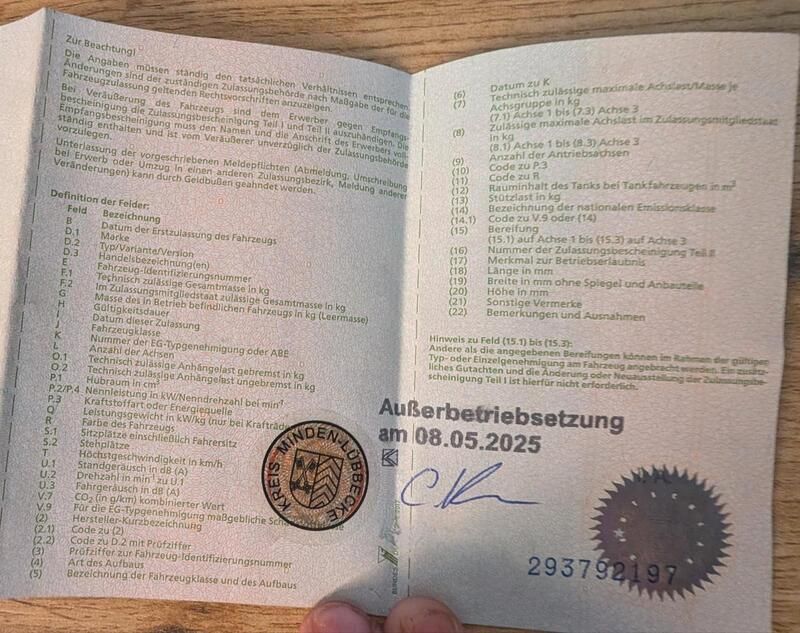 Zur Beachtung!
Die Angaben müssen ständig den tatsächlichen Verhältnissen entsprechen,
Änderungen sind der zuständigen Zulassungsbehörde nach Maßgabe der für die
Fahrzeugzulassung geltenden Rechtsvorschriften anzuzeigen.
Bei Veräußerung des Fahrzeugs sind dem Erwerber gegen Empfangs-
bescheinigung die Zulassungsbescheinigung Teil I und Teil II auszuhändigen. Die
Empfangsbescheinigung muss den Namen und die Anschrift des Erwerbers voll-
ständig enthalten und ist vom Veräußerer unverzüglich der Zulassungsbehörde
vorzulegen.
Unterlassung der vorgeschriebenen Meldepflichten (Abmeldung, Umschreibung
bei Erwerb oder Umzug in einen anderen Zulassungsbezirk, Meldung anderer
Veränderungen) kann durch Geldbußen geahndet werden.
Definition der Felder:
Feld Bezeichnung
B Datum der Erstzulassung des Fahrzeugs
D.1 Marke
D.2 Typ/Variante/Version
D.3 Handelsbezeichnung(en)
E Fahrzeug-Identifizierungsnummer
F.1 Technisch zulässige Gesamtmasse in kg
F.2 Im Zulassungsmitgliedstaat zulässige Gesamtmasse in kg
G Masse des in Betrieb befindlichen Fahrzeugs in kg (Leermasse)
H Gültigkeitsdauer
I Datum dieser Zulassung
J Fahrzeugklasse
K Nummer der EG-Typgenehmigung oder ABE
L Anzahl der Achsen
O.1 Technisch zulässige Anhängelast gebremst in kg
O.2 Technisch zulässige Anhängelast ungebremst in kg
P.1 Hubraum in cm³
P.2/P.4 Nennleistung in kW/Nenndrehzahl bei min⁻¹
P.3 Kraftstoffart oder Energiequelle
Q Leistungsgewicht in kW/kg (nur bei Krafträde
R Farbe des Fahrzeugs
S.1 Sitzplätze einschließlich Fahrersitz
S.2 Stehplätze
T Höchstgeschwindigkeit in km/h
U.1 Standgeräusch in dB (A)
U.2 Drehzahl in min⁻¹ zu U.1
U.3 Fahrgeräusch in dB (A)
V.7 CO₂ (in g/km) kombinierter Wert
V.9 Für die EG-Typgenehmigung maßgebliche
(2) Hersteller-Kurzbezeichnung
(2.1) Code zu (2)
(2.2) Code zu D.2 mit Prüfziffer
(3) Prüfziffer zur Fahrzeug-Identifizierungsnummer
(4) Art des Aufbaus
(5) Bezeichnung der Fahrzeugklasse und des Aufbaus
KREIS MINDEN-LÜBBECKE
(6) Datum zu K
(7) Technisch zulässige maximale Achslast/Masse je
Achsgruppe in kg
(7.1) Achse 1 bis (7.3) Achse 3
(8) Zulässige maximale Achslast im Zulassungsmitgliedstaat
in kg
(8.1) Achse 1 bis (8.3) Achse 3
(9) Anzahl der Antriebsachsen
(10) Code zu P.3
(11) Code zu R
(12) Rauminhalt des Tanks bei Tankfahrzeugen in m³
(13) Stützlast in kg
(14) Bezeichnung der nationalen Emissionsklasse
(14.1) Code zu V.9 oder (14)
(15) Bereifung
(15.1) auf Achse 1 bis (15.3) auf Achse 3
(16) Nummer der Zulassungsbescheinigung Teil II
(17) Merkmal zur Betriebserlaubnis
(18) Länge in mm
(19) Breite in mm ohne Spiegel und Anbauteile
(20) Höhe in mm
(21) Sonstige Vermerke
(22) Bemerkungen und Ausnahmen
Hinweis zu Feld (15.1) bis (15.3):
Andere als die angegebenen Bereifungen können im Rahmen der gültigen
Typ- oder Einzelgenehmigung am Fahrzeug angebracht werden. Ein zusätz-
liches Gutachten und die Änderung oder Neuausstellung der Zulassungsbe-
scheinigung Teil I ist hierfür nicht erforderlich.
Außerbetriebsetzung
am 08.05.2025
293792197